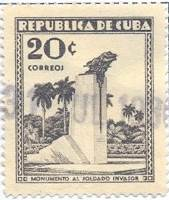 REPUBLICA DE CUBA
20¢
CORREOS
MONUMENTO AL SOLDADO INVASOR